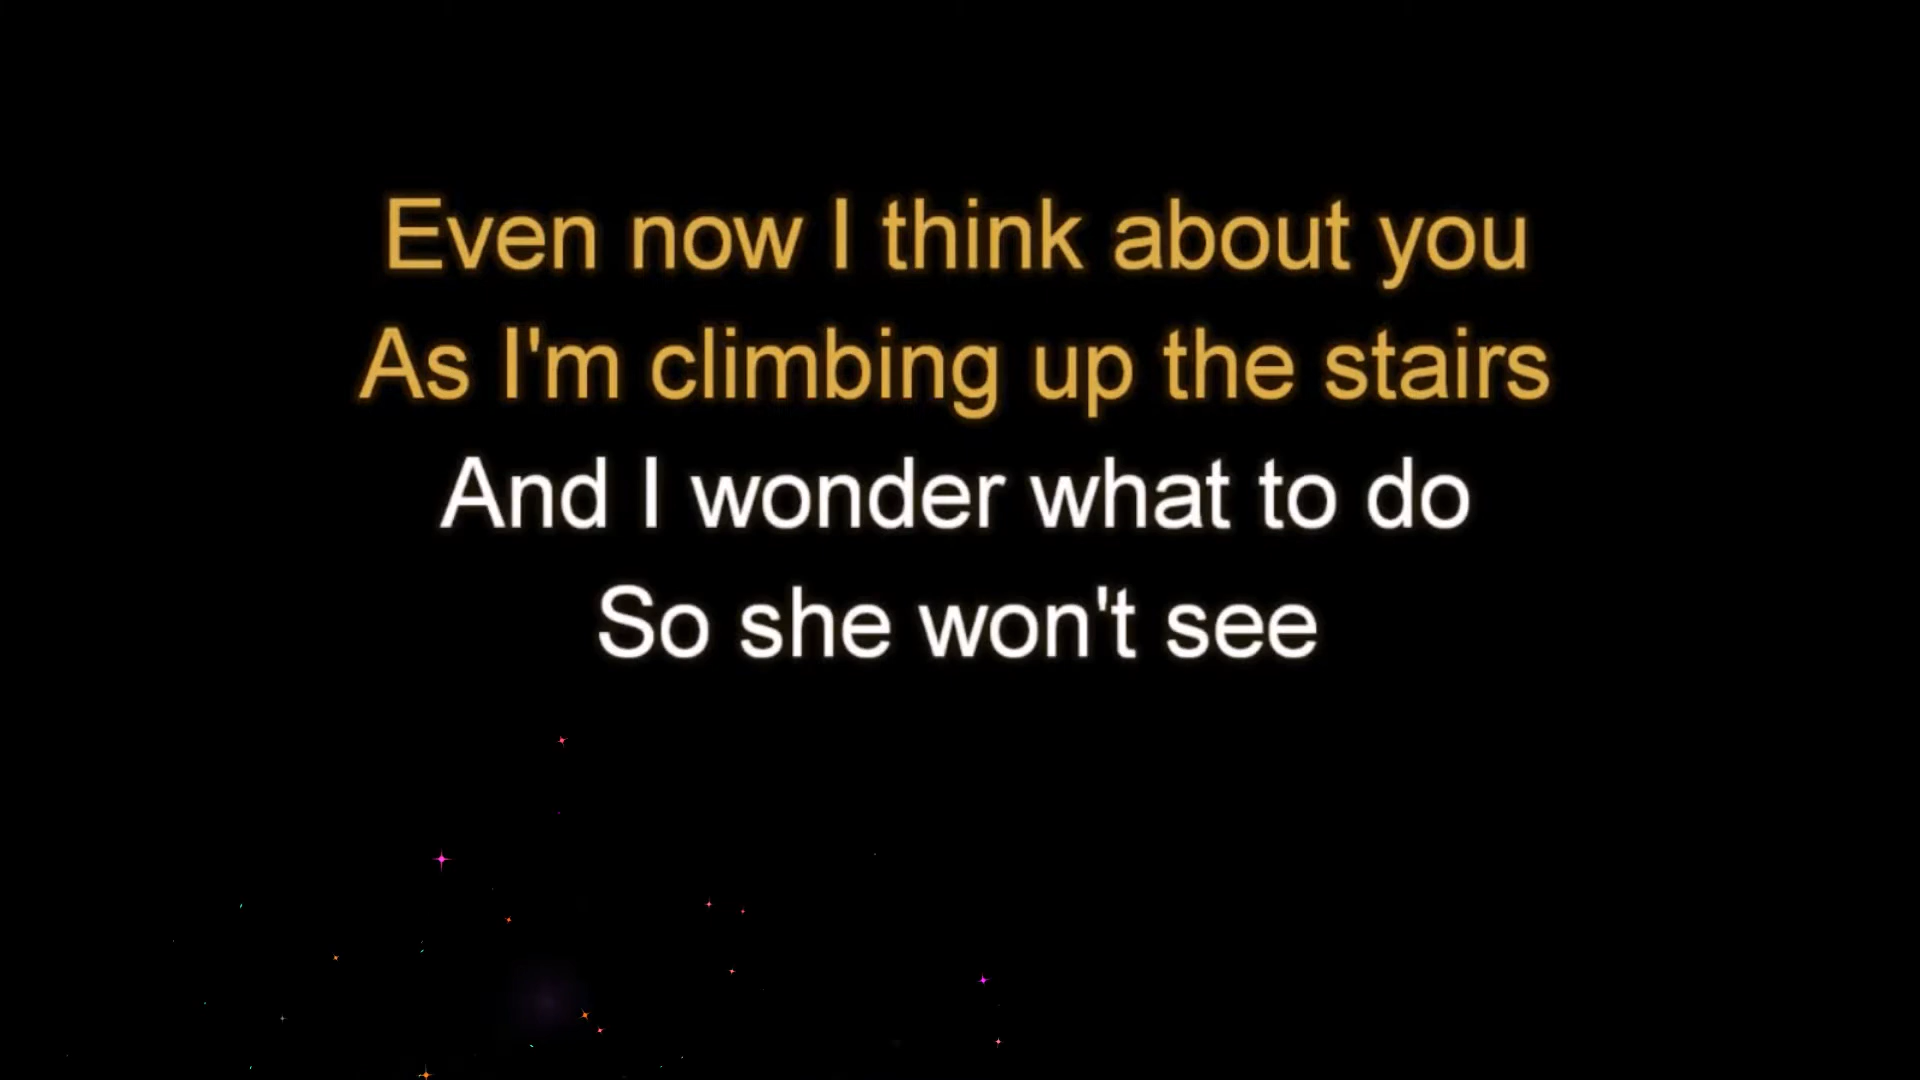 Even now I think about you
As I'm climbing up the stairs
And I wonder what to do
So she won't see